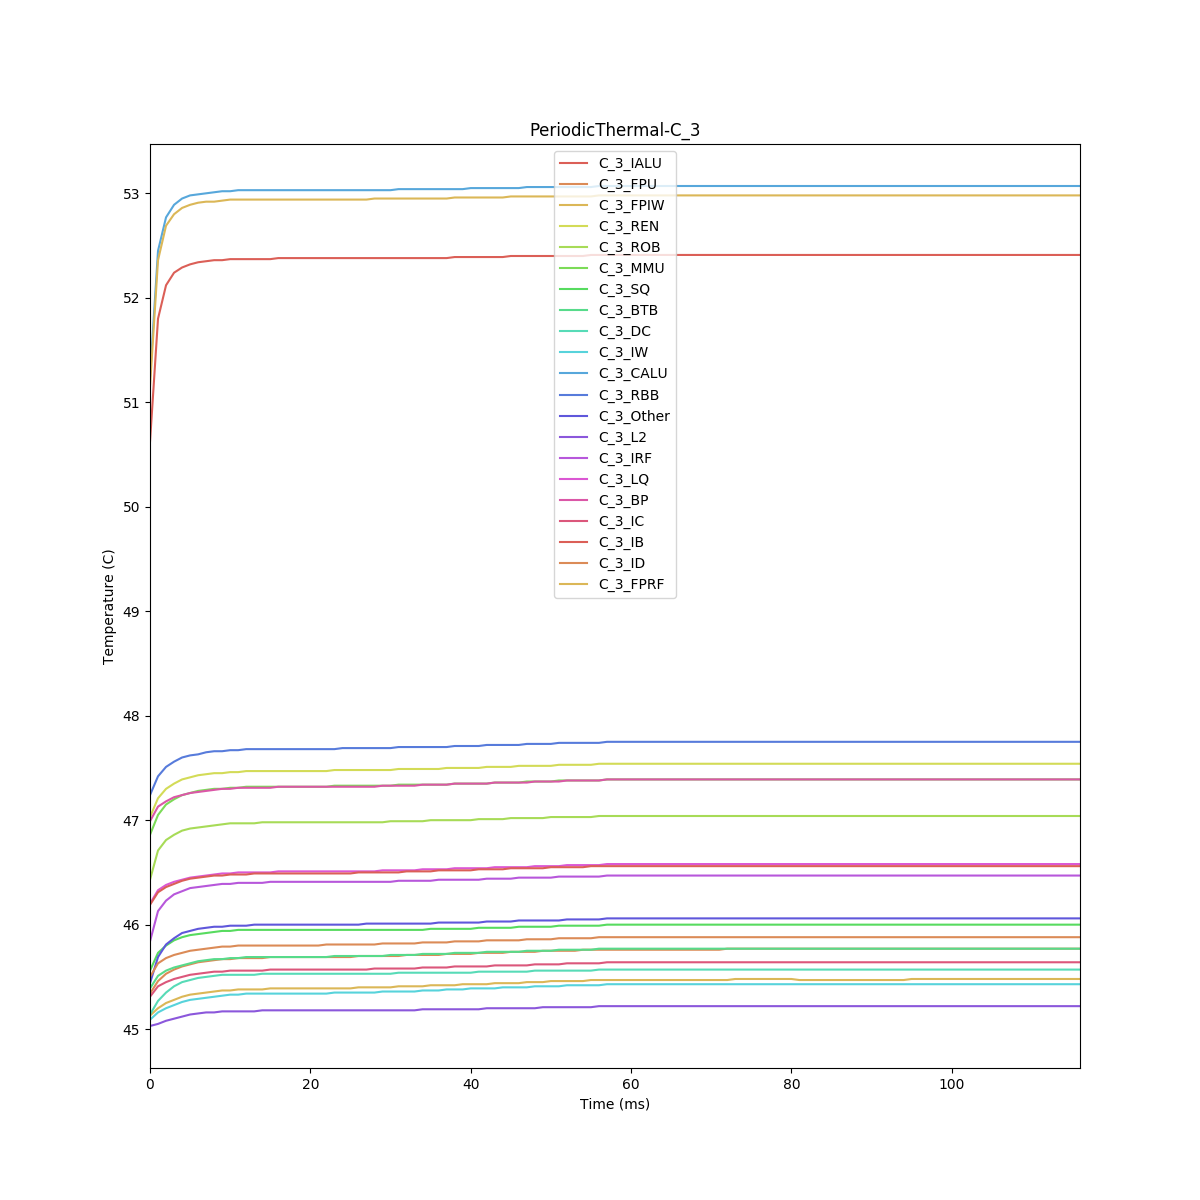 PeriodicThermal-C_3
C_3_IALU
C_3_FPU
C_3_FPIW
C_3_REN
C_3_ROB
C_3_MMU
C_3_SQ
C_3_BTB
C_3_DC
C_3_IW
C_3_CALU
C_3_RBB
C_3_Other
C_3_L2
C_3_IRF
C_3_LQ
C_3_BP
C_3_IC
C_3_IB
C_3_ID
C_3_FPRF
53
52
51
50
49
48
47
46
45
Temperature (C)
0 20 40 60 80 100
Time (ms)